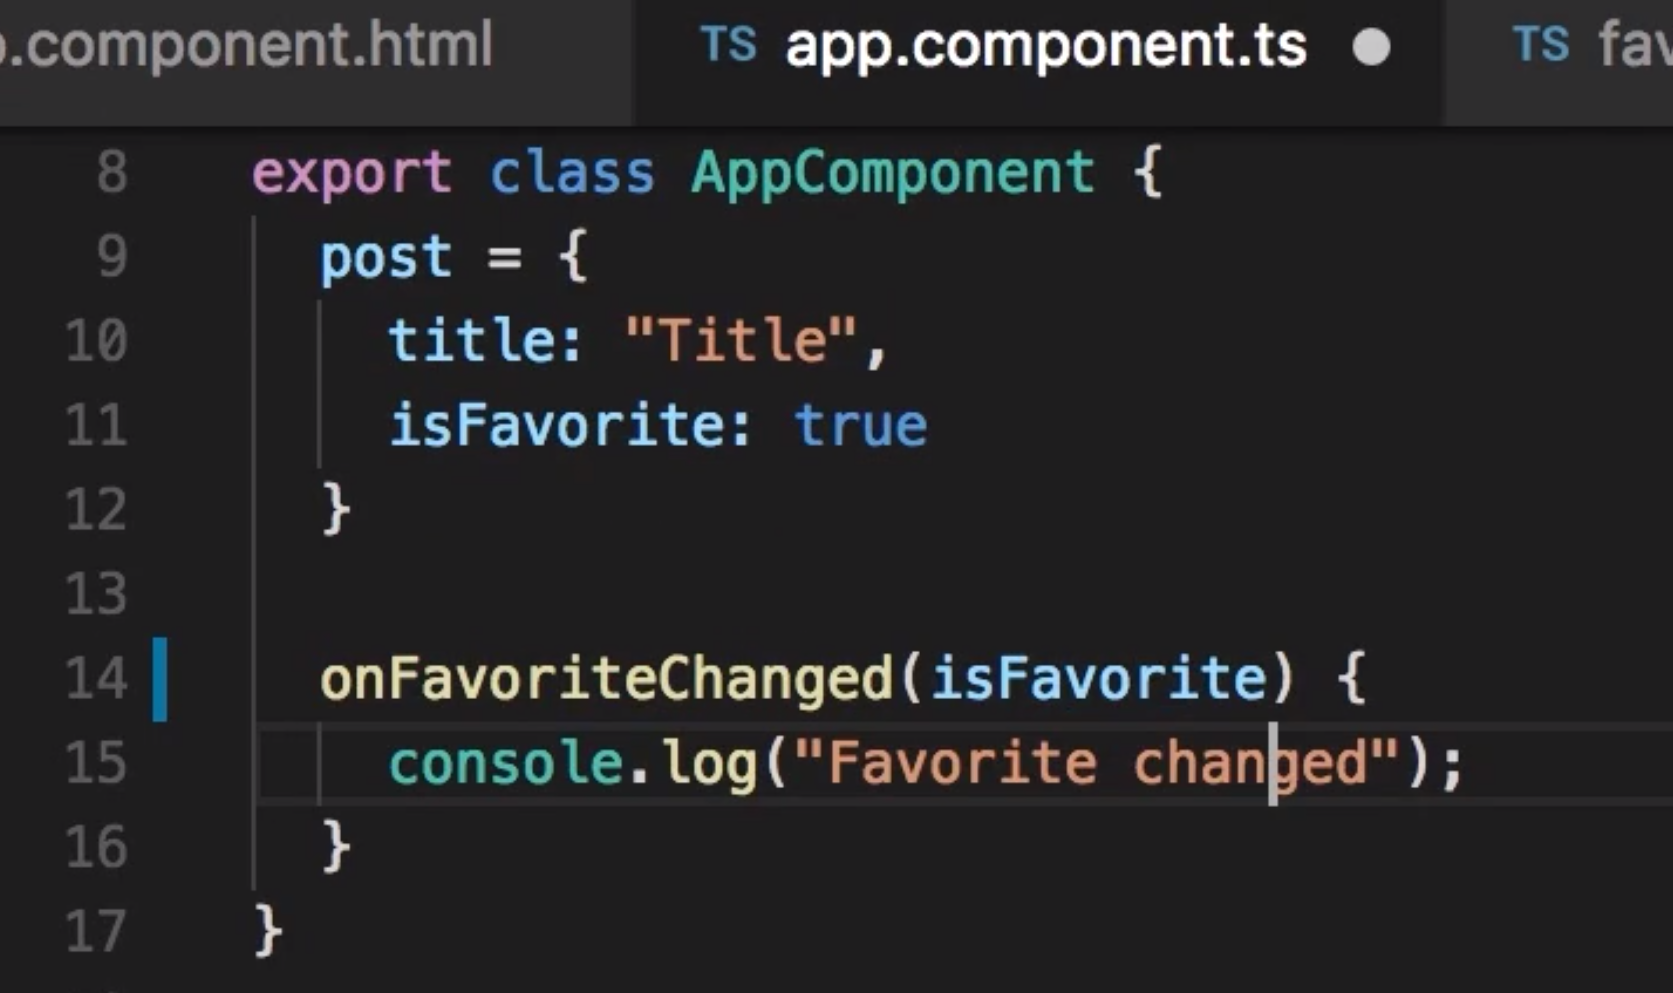 .component.html TS app.component.ts TS fav
8 export class AppComponent {
9 post = {
10 title: "Title",
11 isFavorite: true
12 }
13
14 onFavoriteChanged(isFavorite) {
15 console.log("Favorite changed");
16 }
17 }